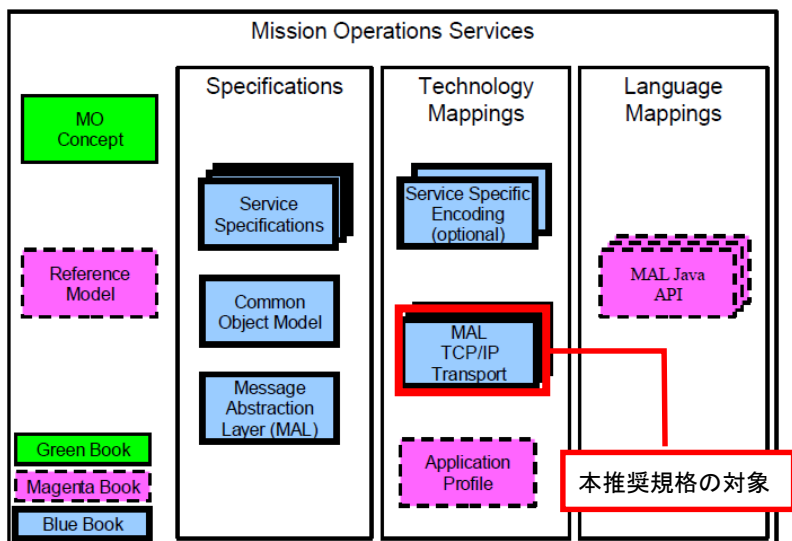 Mission Operations Services
MO
Concept
Reference
Model
Green Book
Magenta Book
Blue Book
Specifications
Service
Specifications
Common
Object Model
Message
Abstraction
Layer (MAL)
Technology
Mappings
Service Specific
Encoding
(optional)
MAL
TCP/IP
Transport
Application
Profile
Language
Mappings
MAL Java
API
本推奨規格の対象